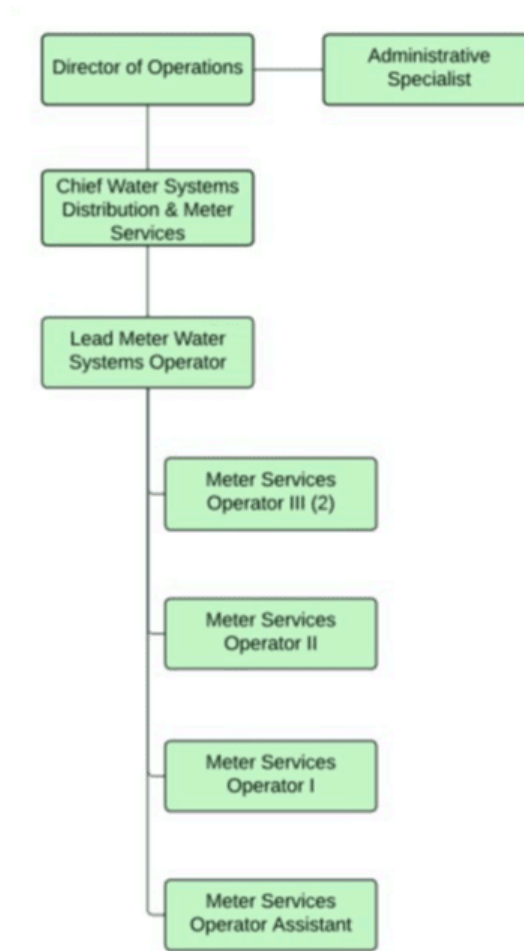 Director of Operations
Administrative
Specialist
Chief Water Systems
Distribution & Meter
Services
Lead Meter Water
Systems Operator
Meter Services
Operator III (2)
Meter Services
Operator II
Meter Services
Operator I
Meter Services
Operator Assistant